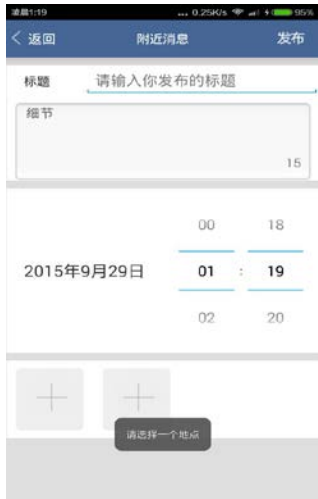 凌晨1:19 ... 0.25K/s 95%
返回 附近消息 发布
标题 请输入你发布的标题
细节
15
00 18
2015年9月29日 01 : 19
02 20
请选择一个地点